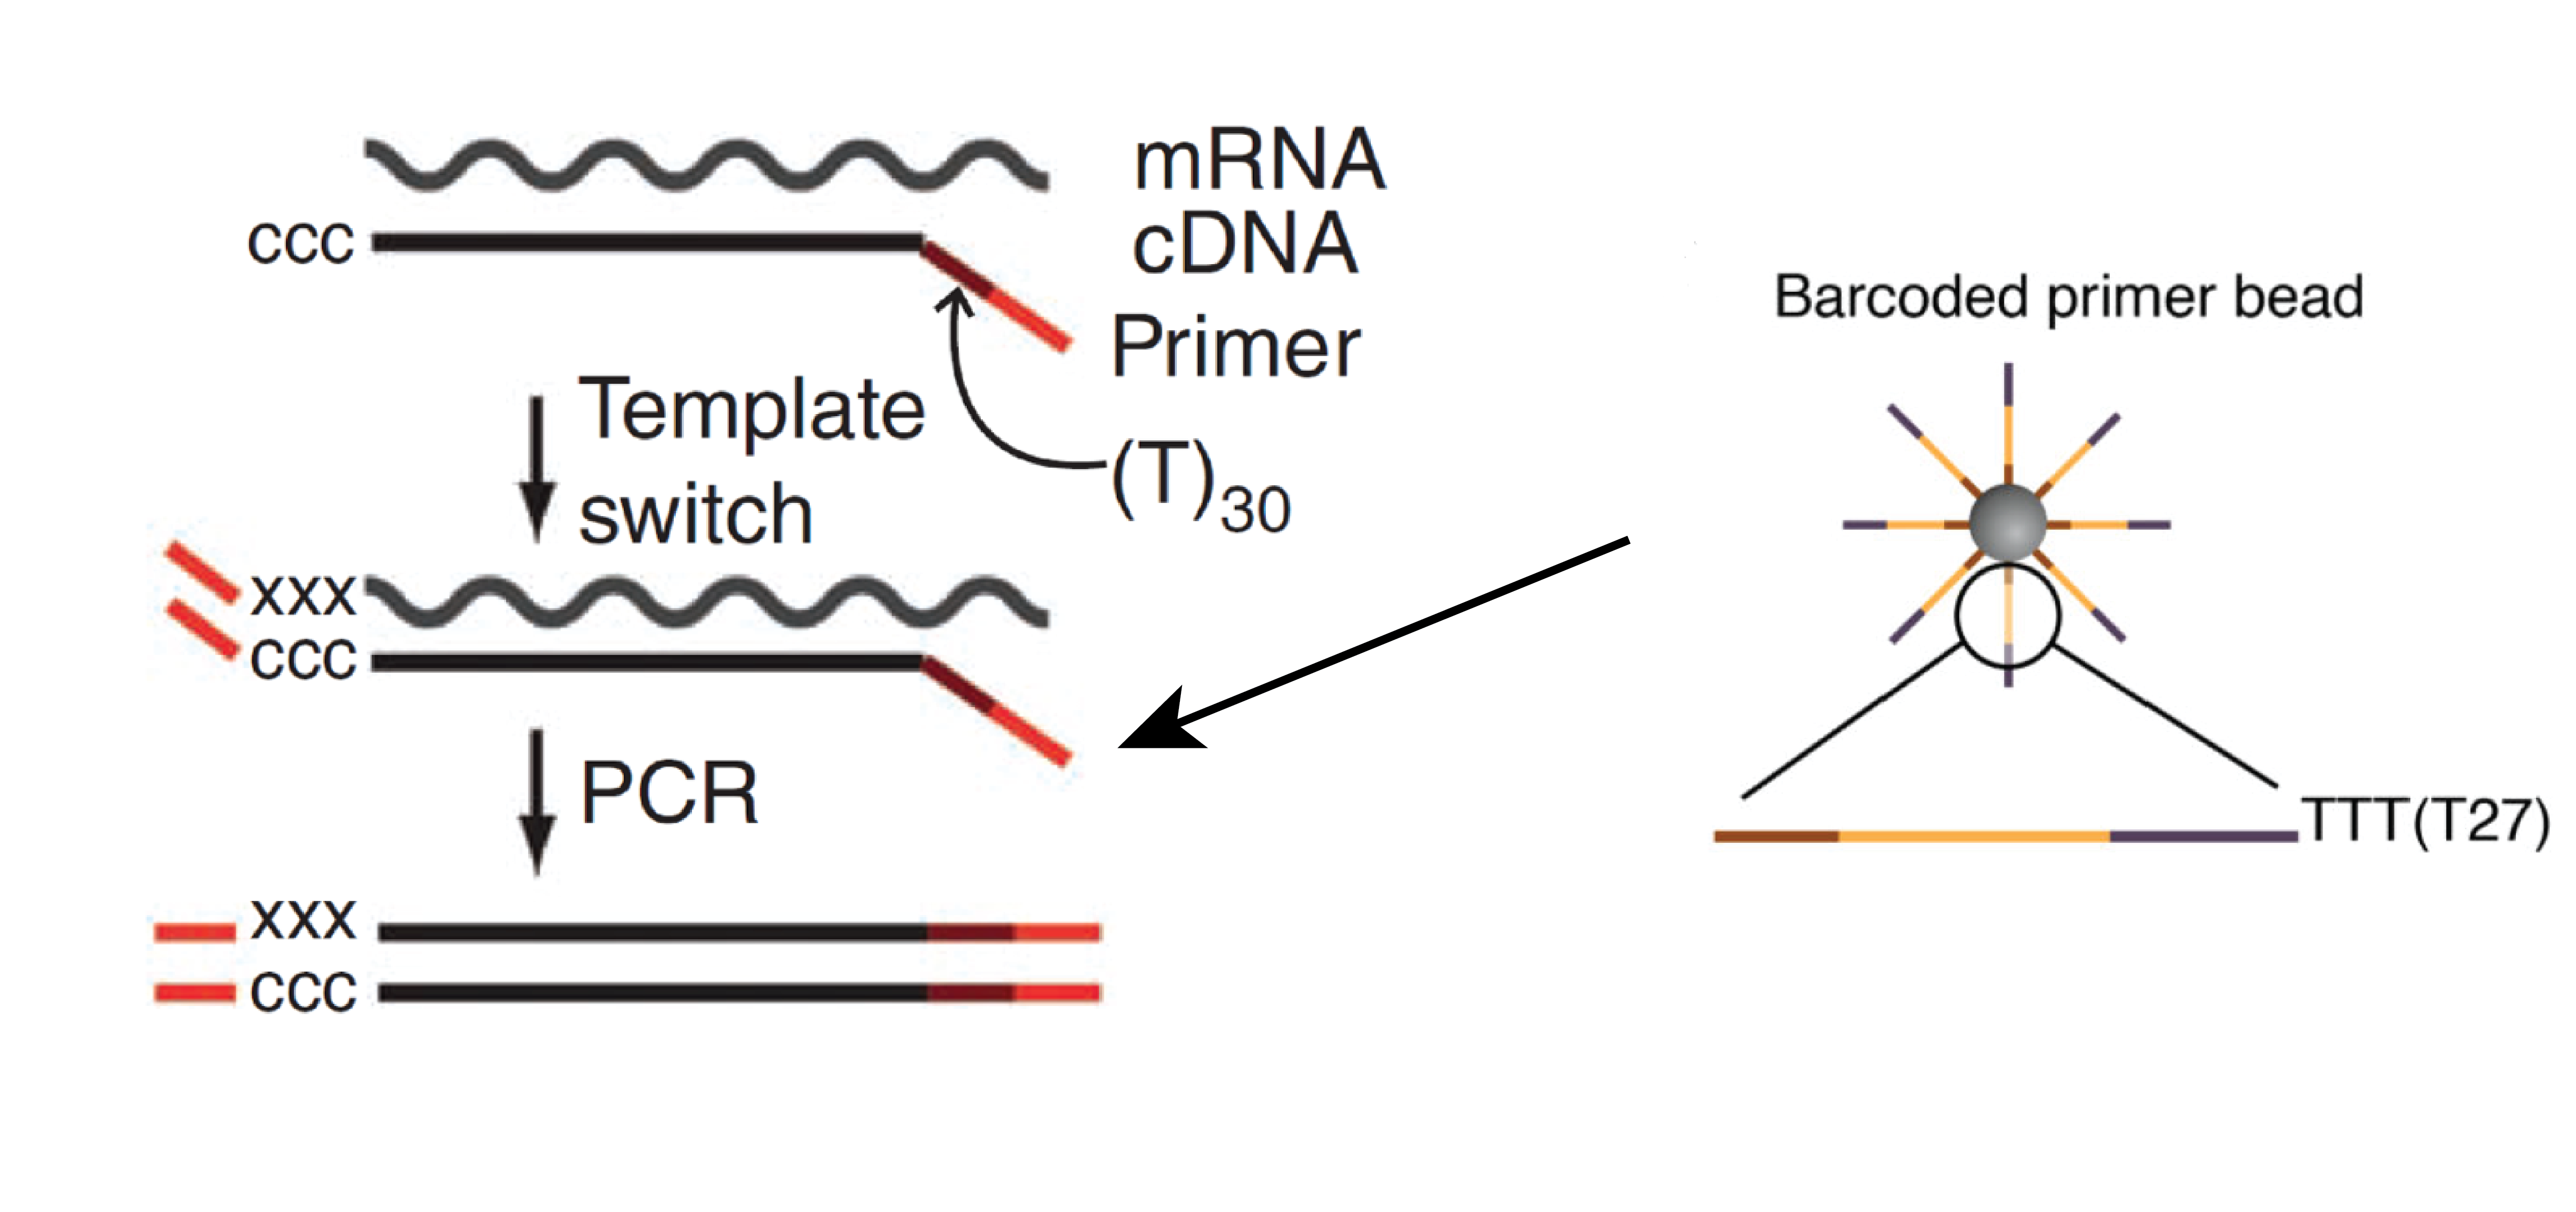 mRNA
CCC
cDNA
Primer
Template
switch
(T)30
XXX
CCC
PCR
XXX
CCC
Barcoded primer bead
TTT(T27)